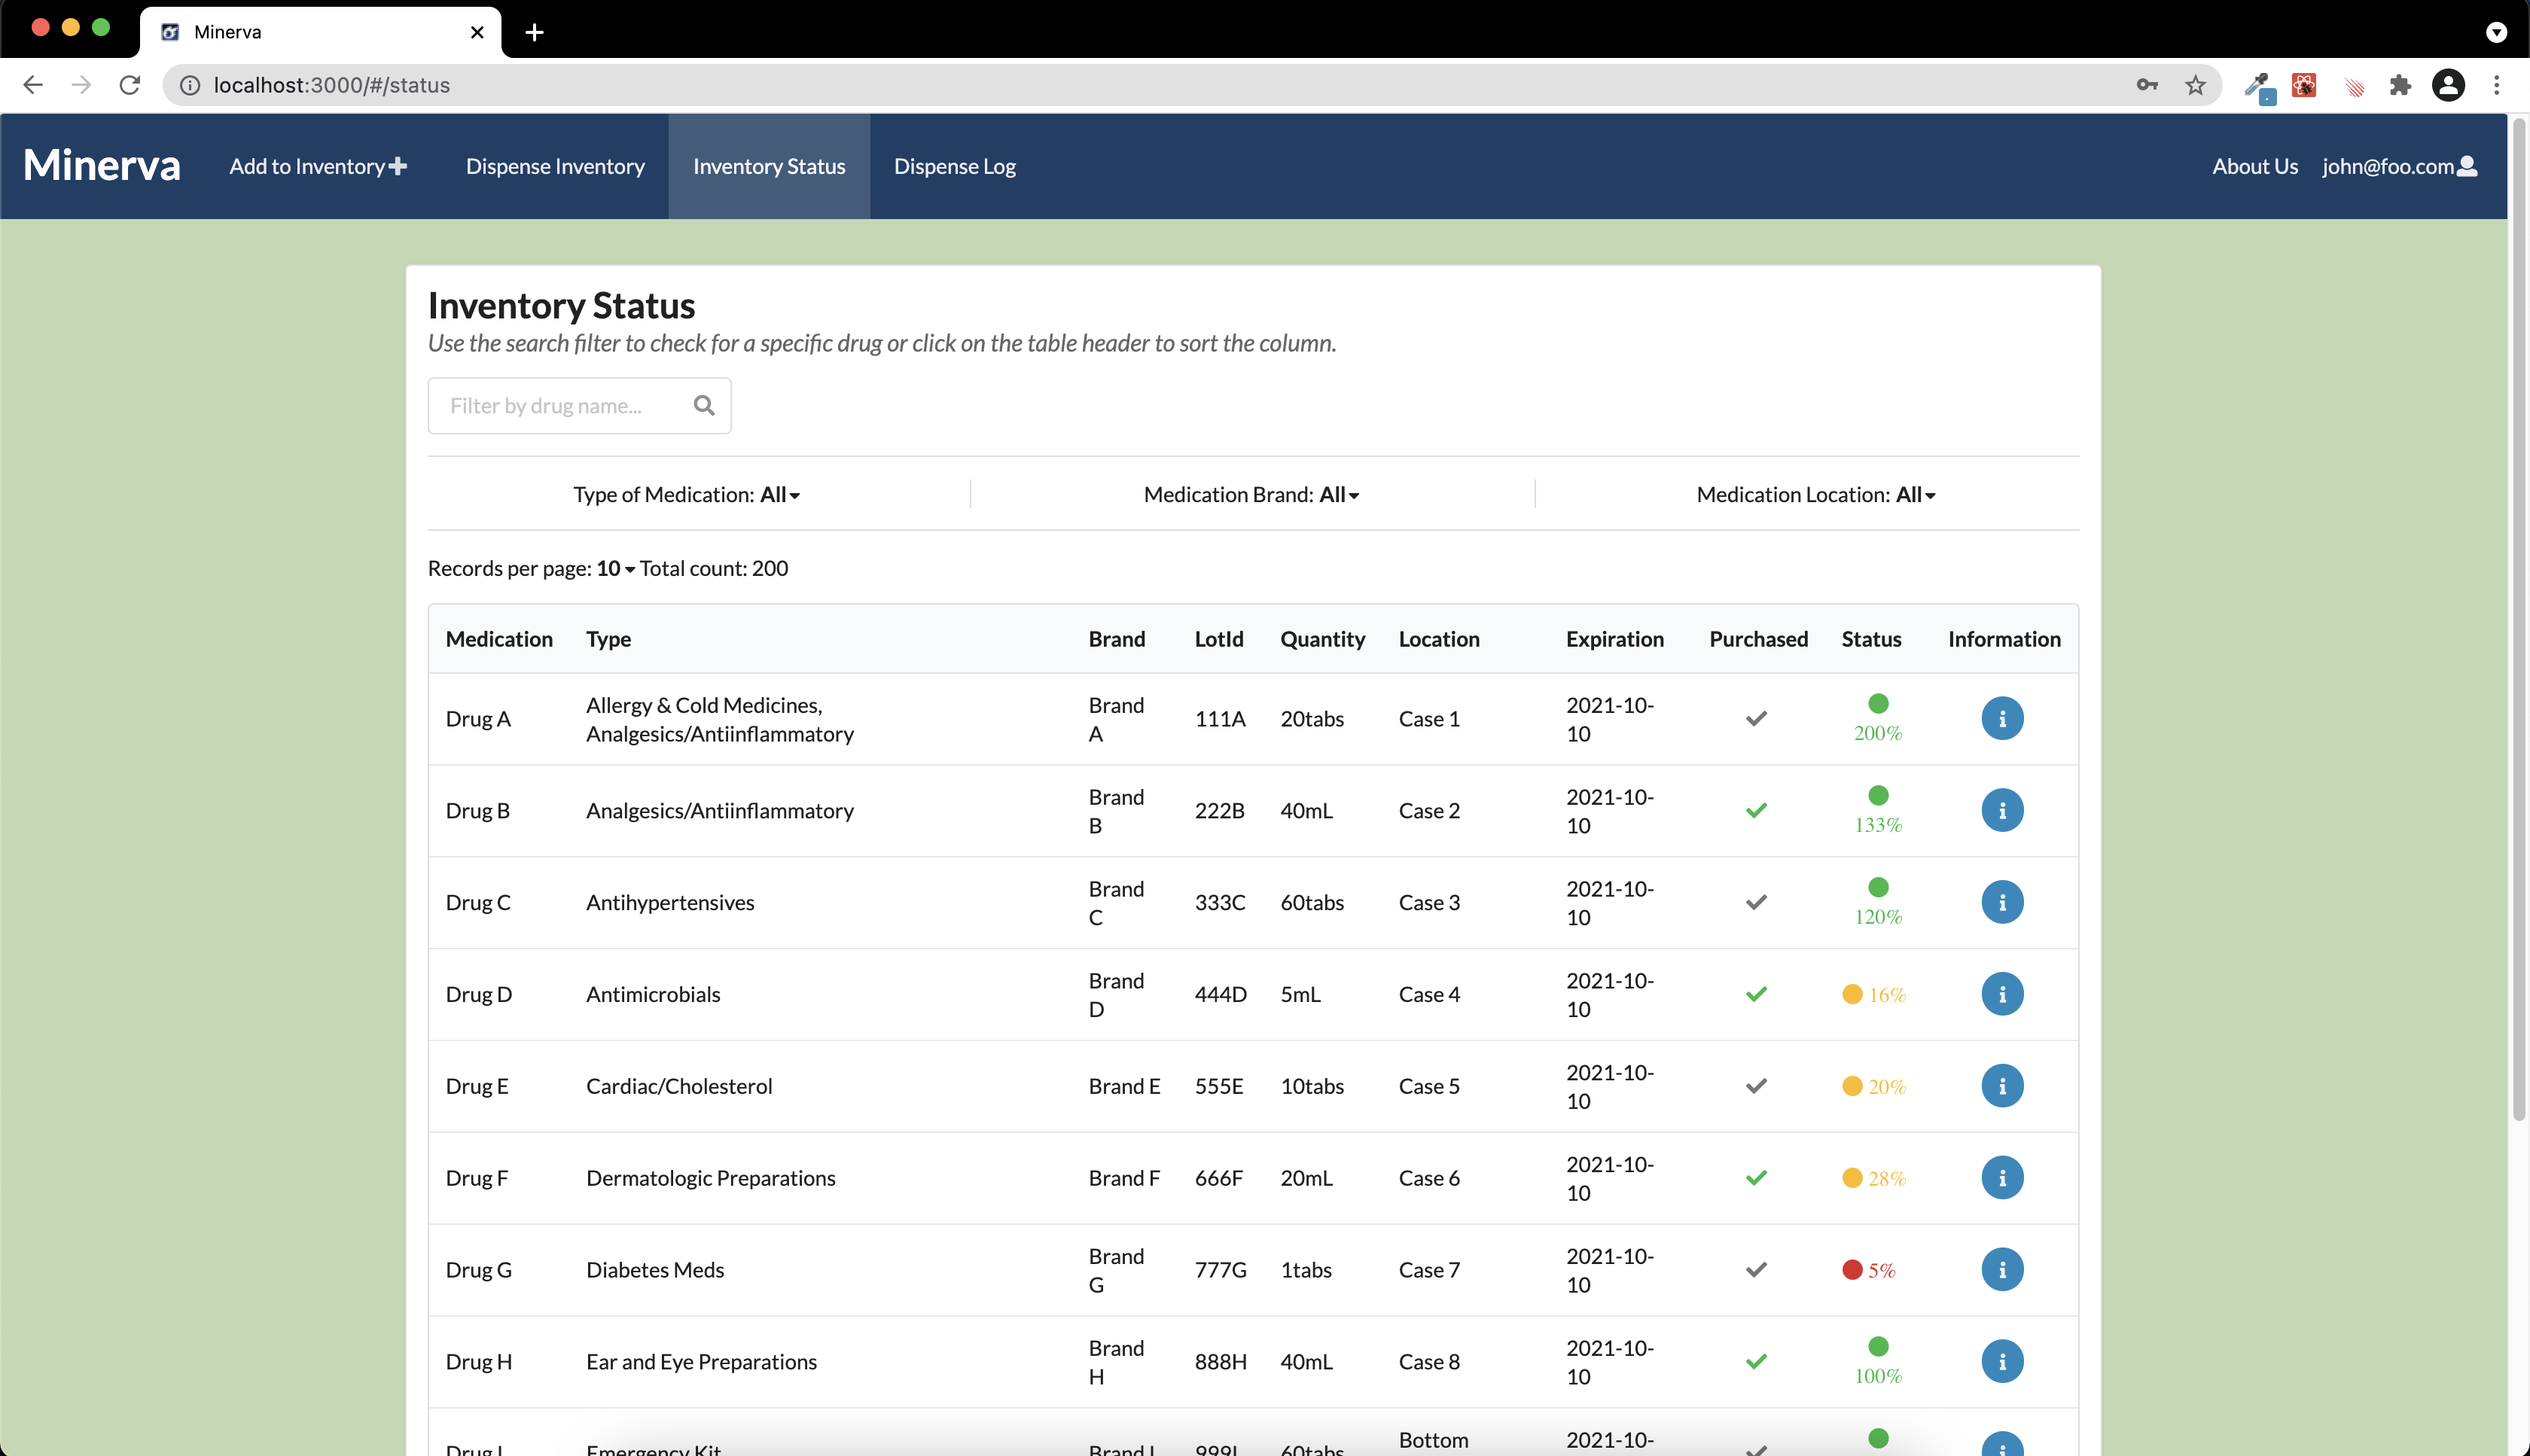 Minerva
localhost:3000/#/status
Minerva Add to Inventory Dispense Inventory Inventory Status Dispense Log About Us john@foo.com
Inventory Status
Use the search filter to check for a specific drug or click on the table header to sort the column.
Filter by drug name...
Type of Medication: All Medication Brand: All Medication Location: All
Records per page: 10 Total count: 200
Medication Type Brand LotId Quantity Location Expiration Purchased Status Information
Drug A Allergy & Cold Medicines, Analgesics/Antiinflammatory Brand A 111A 20tabs Case 1 2021-10-10 200%
Drug B Analgesics/Antiinflammatory Brand B 222B 40mL Case 2 2021-10-10 133%
Drug C Antihypertensives Brand C 333C 60tabs Case 3 2021-10-10 120%
Drug D Antimicrobials Brand D 444D 5mL Case 4 2021-10-10 16%
Drug E Cardiac/Cholesterol Brand E 555E 10tabs Case 5 2021-10-10 20%
Drug F Dermatologic Preparations Brand F 666F 20mL Case 6 2021-10-10 28%
Drug G Diabetes Meds Brand G 777G 1tabs Case 7 2021-10-10 5%
Drug H Ear and Eye Preparations Brand H 888H 40mL Case 8 2021-10-10 100%
Drug I Emergency Kit Brand I 999I 60tabs Bottom 2021-10-